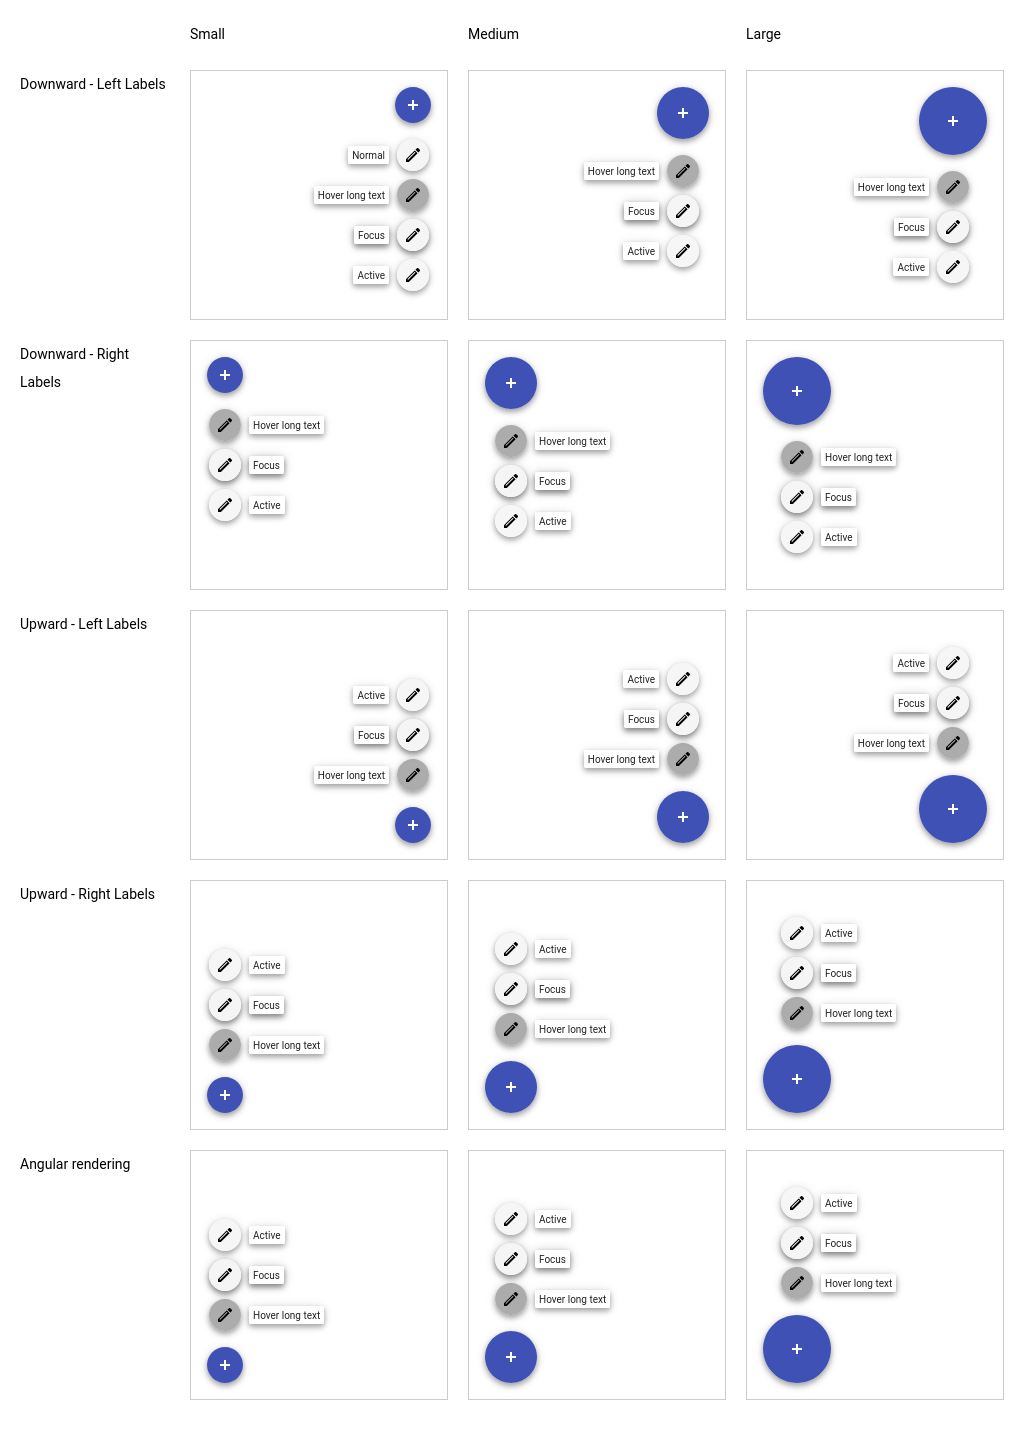 Small
Medium
Large
Downward - Left Labels
Normal
Hover long text
Focus
Active
Hover long text
Focus
Active
Hover long text
Focus
Active
Downward - Right
Labels
Hover long text
Focus
Active
Hover long text
Focus
Active
Hover long text
Focus
Active
Upward - Left Labels
Active
Focus
Hover long text
Active
Focus
Hover long text
Active
Focus
Hover long text
Upward - Right Labels
Active
Focus
Hover long text
Active
Focus
Hover long text
Active
Focus
Hover long text
Angular rendering
Active
Focus
Hover long text
Active
Focus
Hover long text
Active
Focus
Hover long text